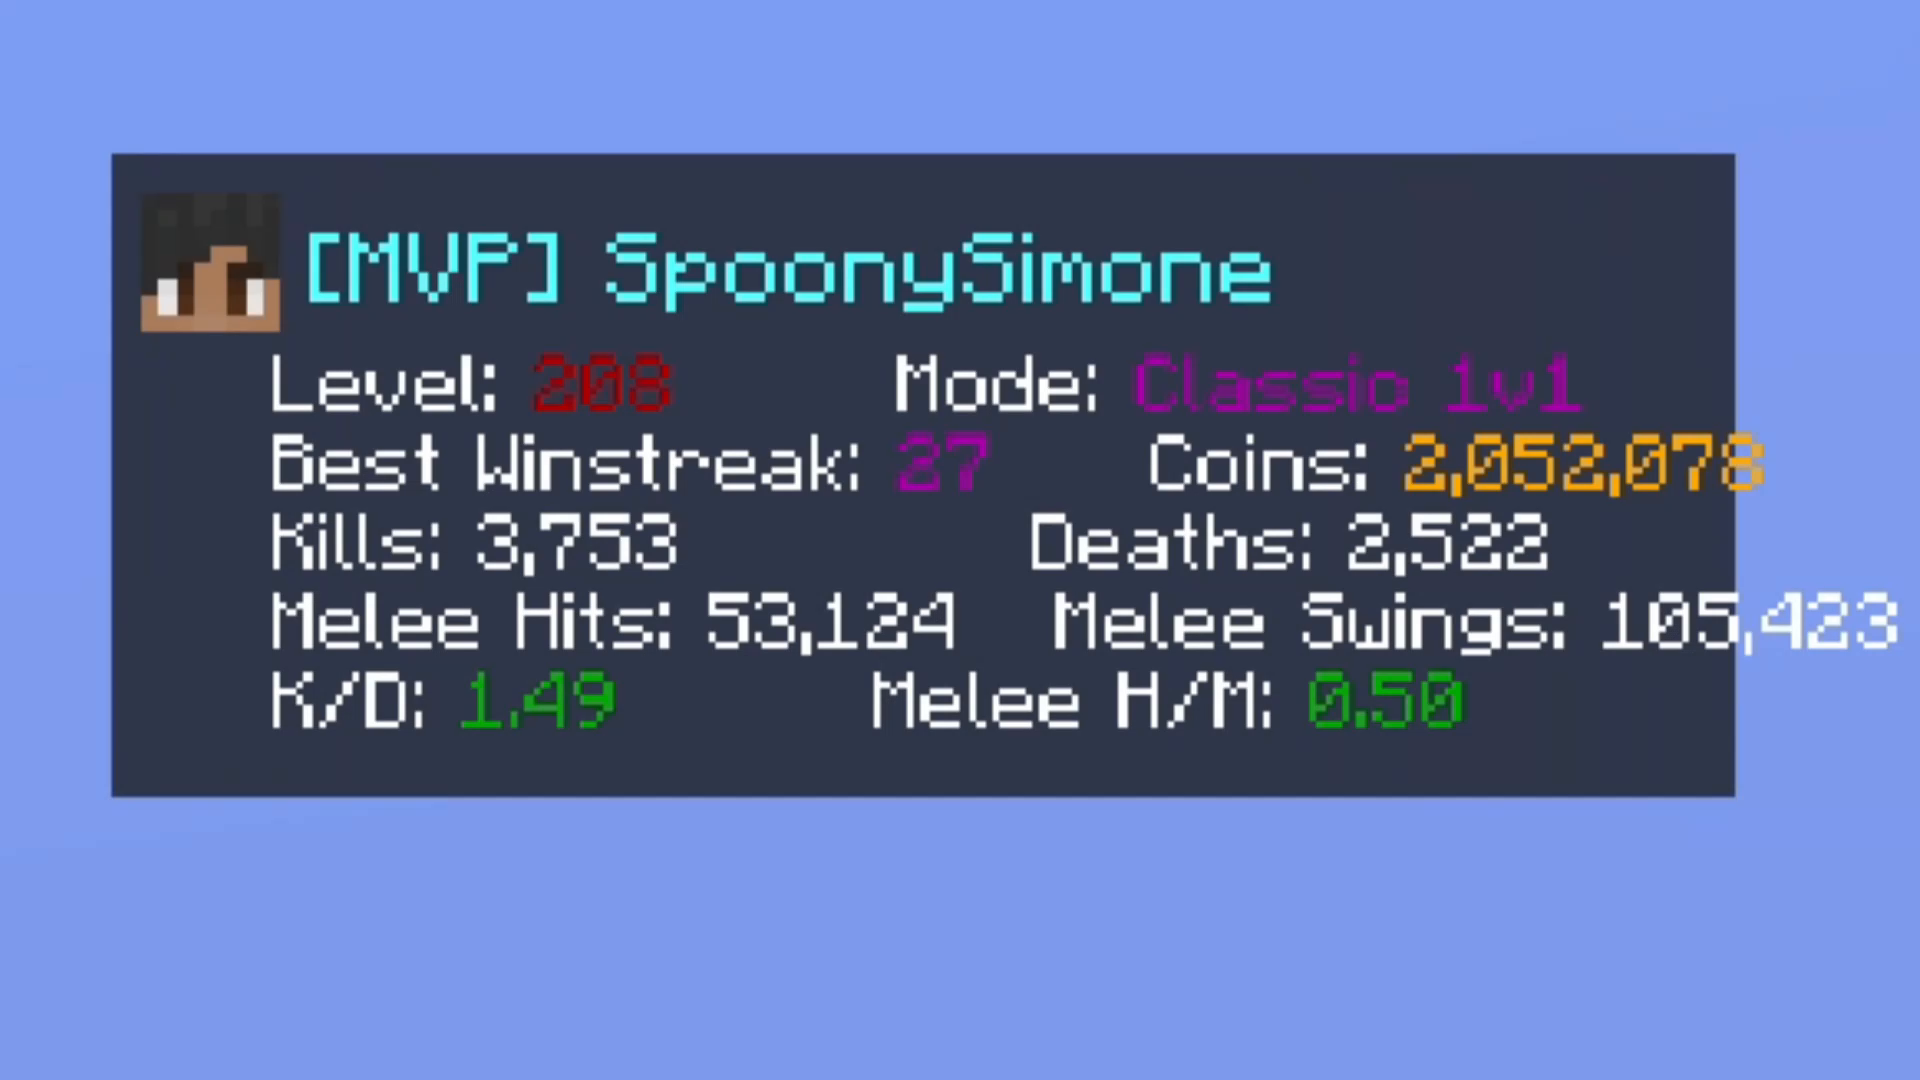 [MVP] SpoonySimone
Level: 208 Mode: Classic 1v1
Best Winstreak: 27 Coins: 2,052,078
Kills: 3,753 Deaths: 2,522
Melee Hits: 53,124 Melee Swings: 105,423
K/D: 1.49 Melee H/M: 0.50